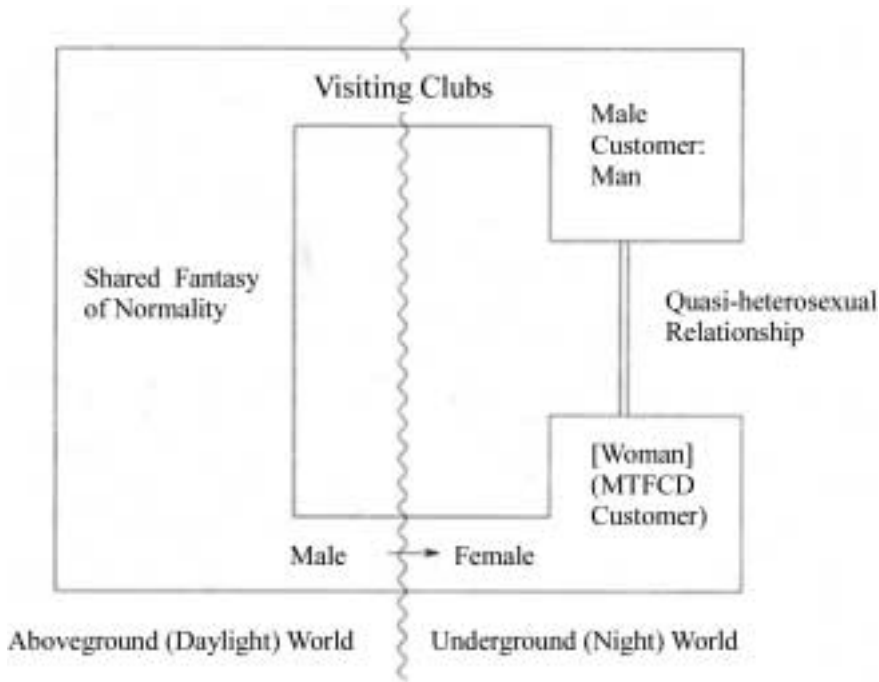 Visiting Clubs
Male
Customer:
Man
Shared Fantasy
of Normality
Quasi-heterosexual
Relationship
[Woman]
(MTFCD
Customer)
Male → Female
Aboveground (Daylight) World
Underground (Night) World